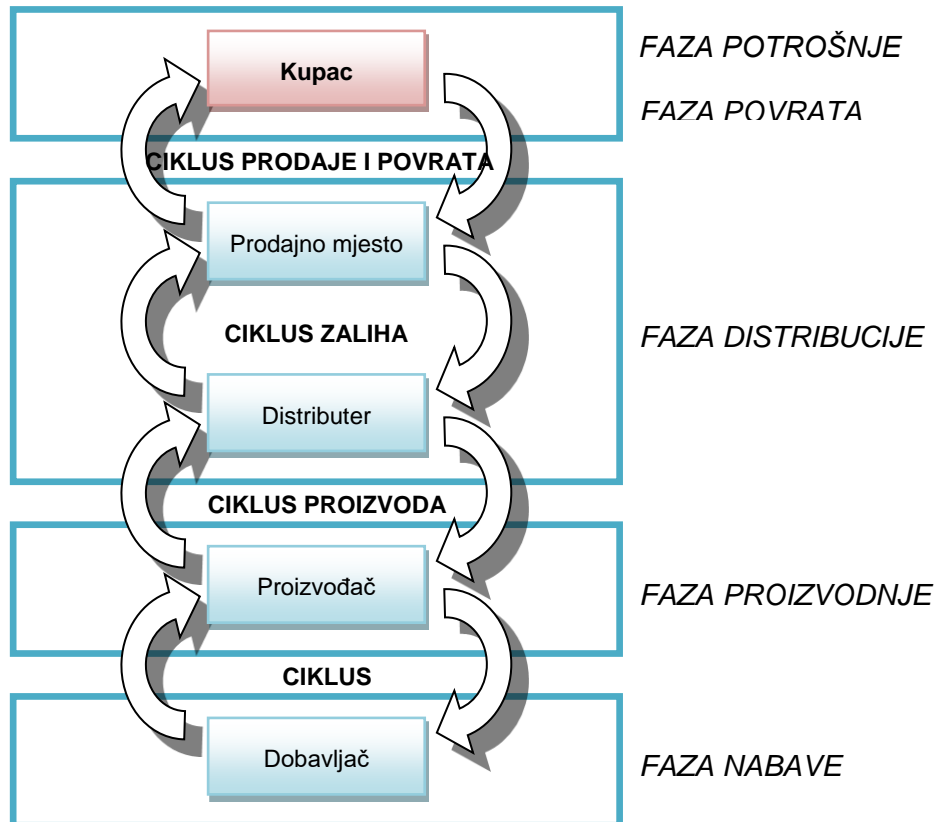 FAZA POTROŠNJE
Kupac
FAZA POVRATA
CIKLUS PRODAJE I POVRATA
Prodajno mjesto
CIKLUS ZALIHA
FAZA DISTRIBUCIJE
Distributer
CIKLUS PROIZVODA
Proizvođač
FAZA PROIZVODNJE
CIKLUS
Dobavljač
FAZA NABAVE